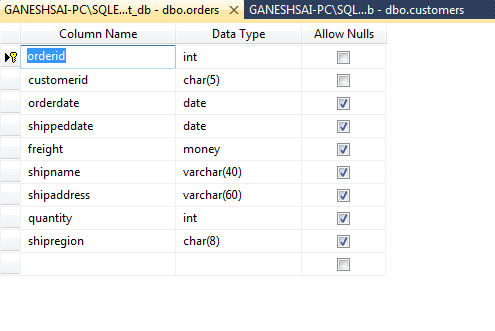 GANESHSAI-PC\SQLE...t_db - dbo.orders GANESHSAI-PC\SQLE...b - dbo.customers
Column Name Data Type Allow Nulls
orderid int
customerid char(5)
orderdate date
shippeddate date
freight money
shipname varchar(40)
shipaddress varchar(60)
quantity int
shipregion char(8)